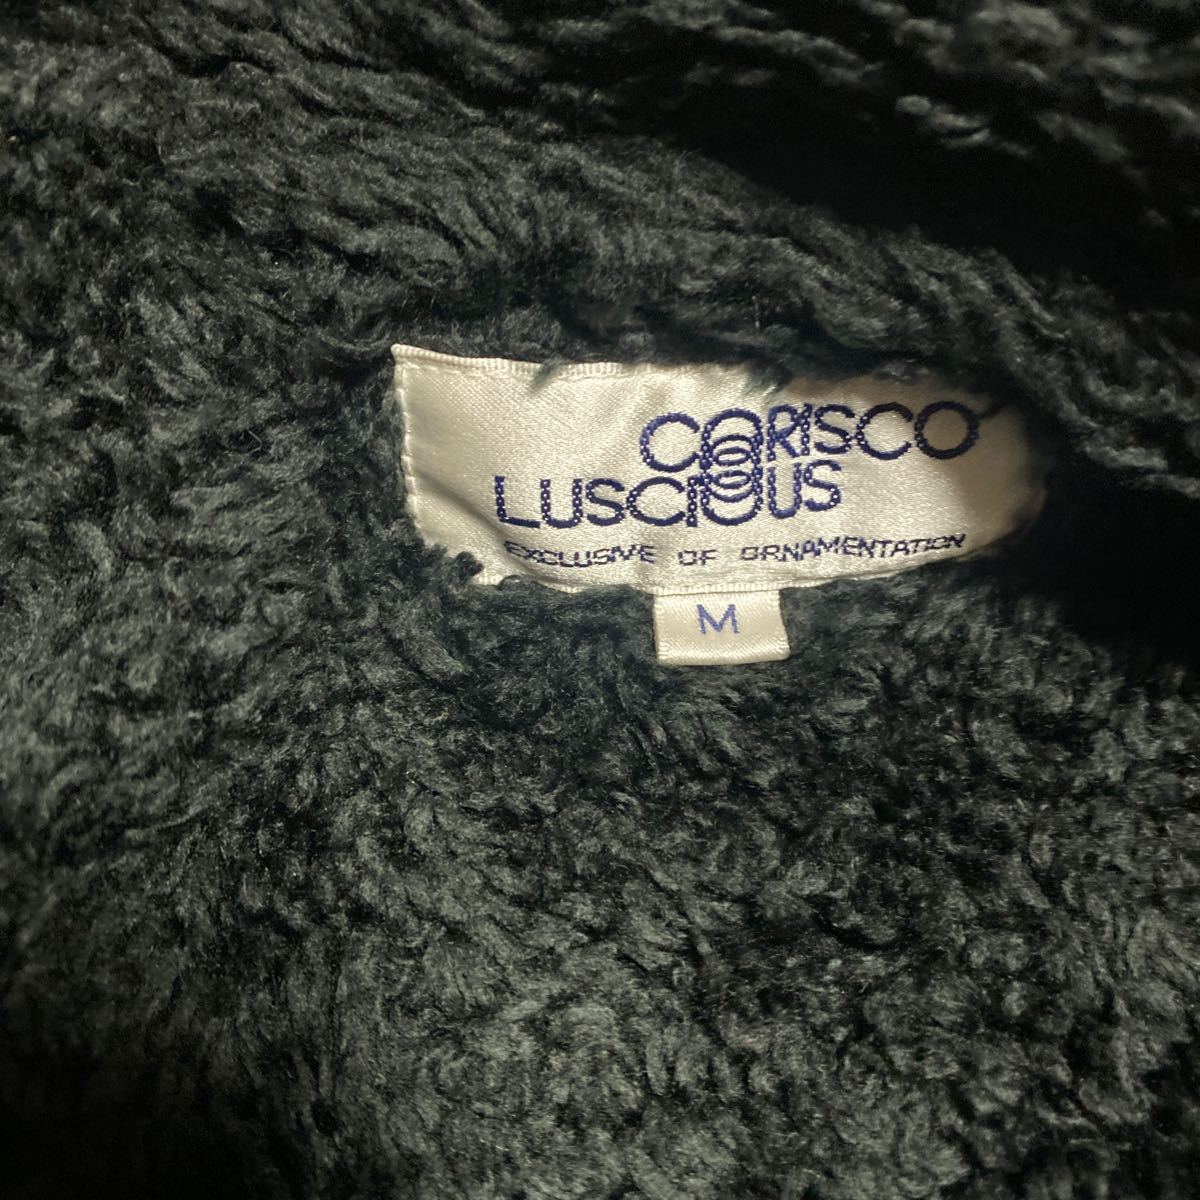 CORISCO
LUSCIOUS
EXCLUSIVE OF ORNAMENTATION
M